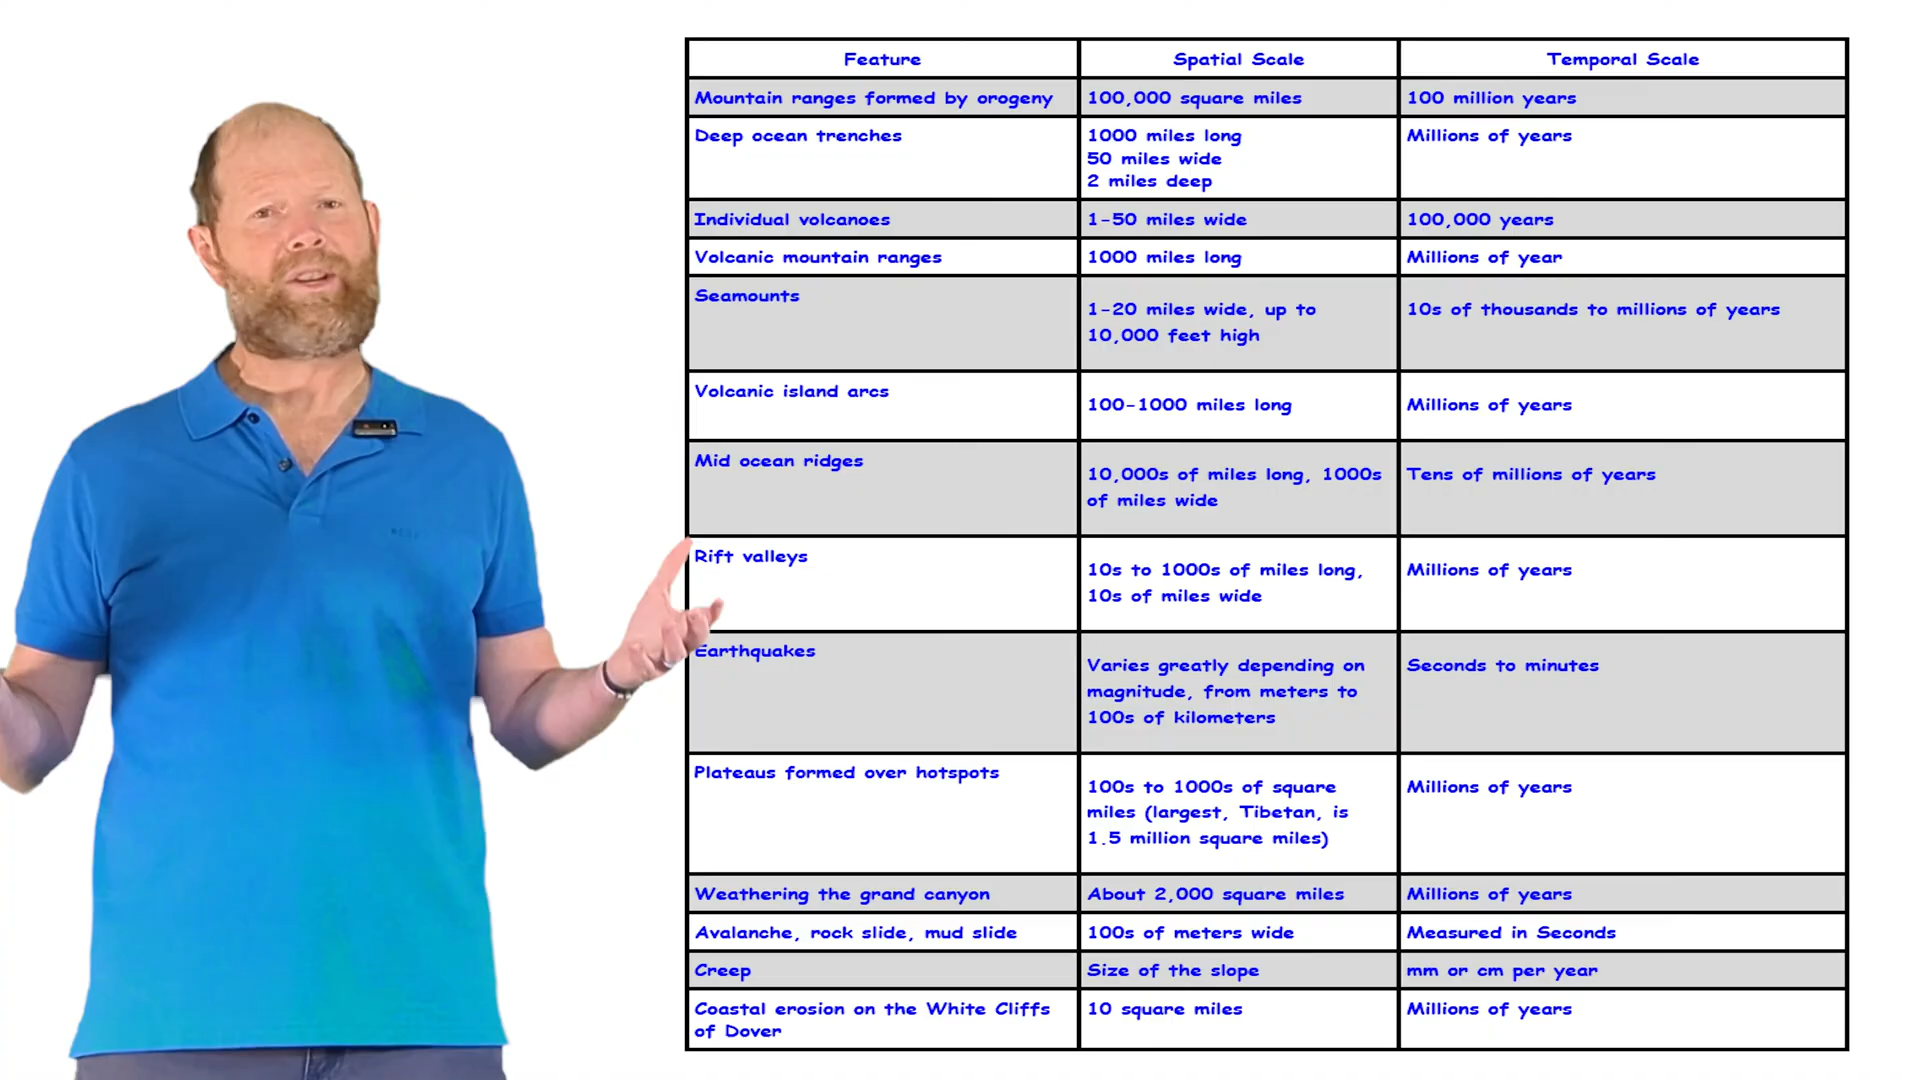 Feature Spatial Scale Temporal Scale
Mountain ranges formed by orogeny 100,000 square miles 100 million years
Deep ocean trenches 1000 miles long Millions of years
50 miles wide
2 miles deep
Individual volcanoes 1-50 miles wide 100,000 years
Volcanic mountain ranges 1000 miles long Millions of year
Seamounts
1-20 miles wide, up to 10s of thousands to millions of years
10,000 feet high
Volcanic island arcs
100-1000 miles long Millions of years
Mid ocean ridges
10,000s of miles long, 1000s Tens of millions of years
of miles wide
Rift valleys
10s to 1000s of miles long, Millions of years
10s of miles wide
Earthquakes
Varies greatly depending on Seconds to minutes
magnitude, from meters to
100s of kilometers
Plateaus formed over hotspots
100s to 1000s of square Millions of years
miles (largest, Tibetan, is
1.5 million square miles)
Weathering the grand canyon About 2,000 square miles Millions of years
Avalanche, rock slide, mud slide 100s of meters wide Measured in Seconds
Creep Size of the slope mm or cm per year
Coastal erosion on the White Cliffs 10 square miles Millions of years
of Dover